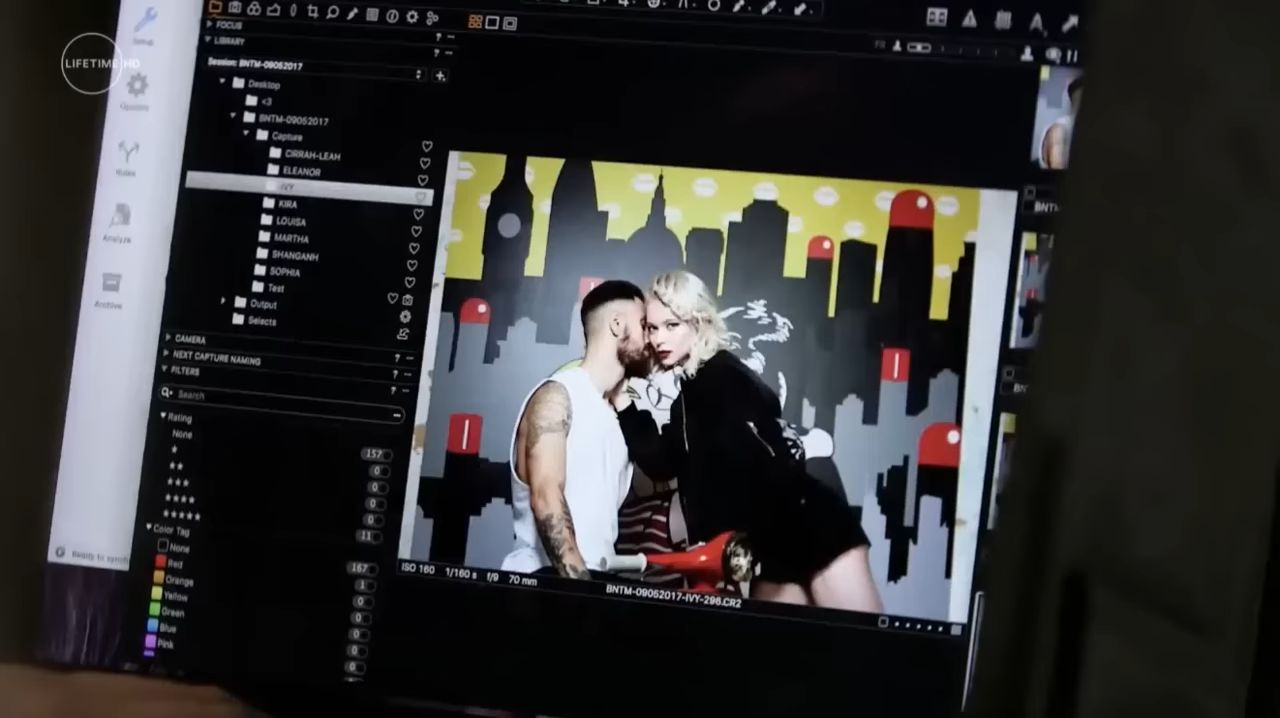 LIFETIME HD
FOCUS
LIBRARY
Session: BNTM-09052017
Desktop
<3
BNTM-09052017
Capture
CIRRAH-LEAH
ELEANOR
IVY
KIRA
LOUISA
MARTHA
SHANGANH
SOPHIA
Test
Output
Selects
CAMERA
NEXT CAPTURE NAMING
FILTERS
Search
Rating
None
157
★
0
★★
0
★★★
0
★★★★
0
★★★★★
11
Color Tag
None
167
Red
1
Orange
0
Yellow
0
Green
0
Blue
0
Pink
0
ISO 160 1/160 s f/9 70 mm
BNTM-09052017-IVY-296.CR2
Setup
Options
Rules
Analyze
Archive
Ready to synch